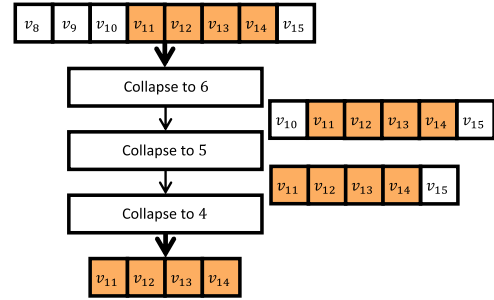 v₈ v₉ v₁₀ v₁₁ v₁₂ v₁₃ v₁₄ v₁₅
Collapse to 6
v₁₀ v₁₁ v₁₂ v₁₃ v₁₄ v₁₅
Collapse to 5
v₁₁ v₁₂ v₁₃ v₁₄ v₁₅
Collapse to 4
v₁₁ v₁₂ v₁₃ v₁₄